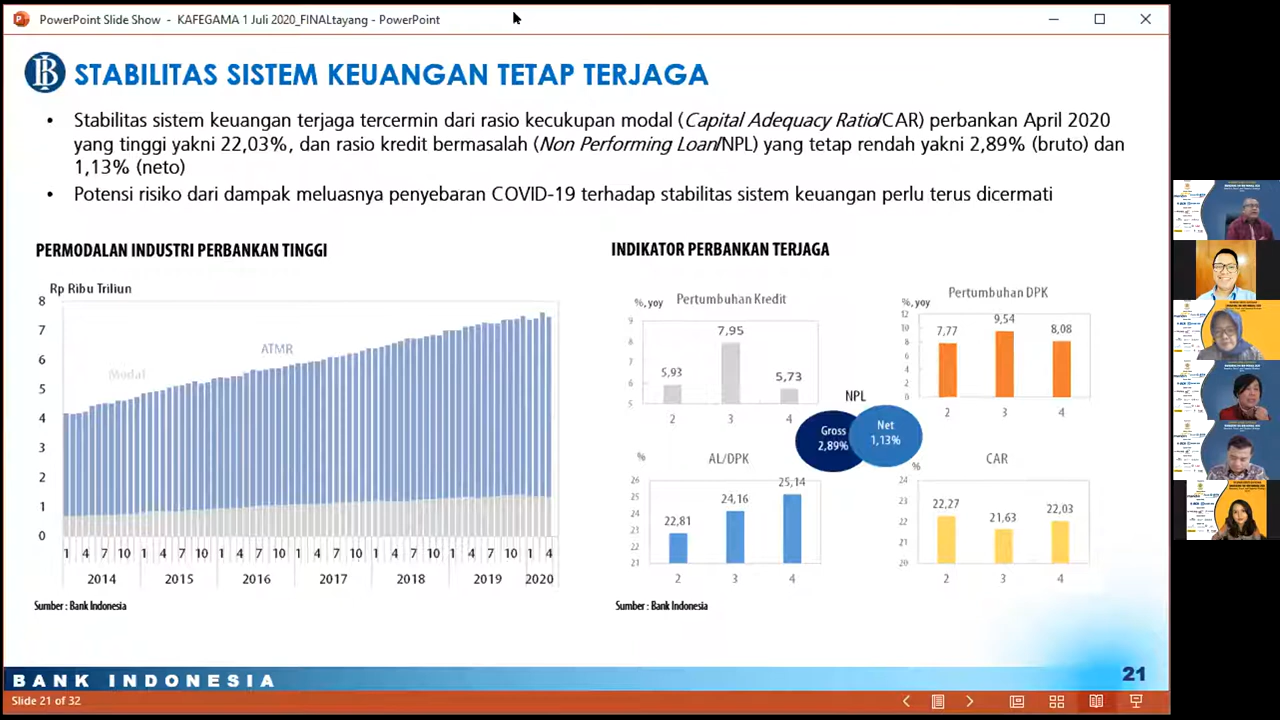 PowerPoint Slide Show - KAFEGAMA 1 Juli 2020_FINALtayang - PowerPoint
STABILITAS SISTEM KEUANGAN TETAP TERJAGA
• Stabilitas sistem keuangan terjaga tercermin dari rasio kecukupan modal (Capital Adequacy Ratio/CAR) perbankan April 2020
yang tinggi yakni 22,03%, dan rasio kredit bermasalah (Non Performing Loan/NPL) yang tetap rendah yakni 2,89% (bruto) dan
1,13% (neto)
• Potensi risiko dari dampak meluasnya penyebaran COVID-19 terhadap stabilitas sistem keuangan perlu terus dicermati
PERMODALAN INDUSTRI PERBANKAN TINGGI
Rp Ribu Triliun
8
7
6
5
4
3
2
1
0
ATMR
Modal
1 4 7 10 1 4 7 10 1 4 7 10 1 4 7 10 1 4 7 10 1 4 7 10 1 4
2014 2015 2016 2017 2018 2019 2020
Sumber : Bank Indonesia
INDIKATOR PERBANKAN TERJAGA
%, yoy Pertumbuhan Kredit
9
8
7
6
5
5,93 7,95 5,73
2 3 4
Pertumbuhan DPK
%, yoy
12
10
8
6
4
2
0
7,77 9,54 8,08
2 3 4
NPL
Gross
2,89%
Net
1,13%
% AL/DPK
26
25
24
23
22
21
22,81 24,16 25,14
2 3 4
% CAR
24
23
22
21
20
22,27 21,63 22,03
2 3 4
Sumber : Bank Indonesia
BANK INDONESIA
21
Slide 21 of 32